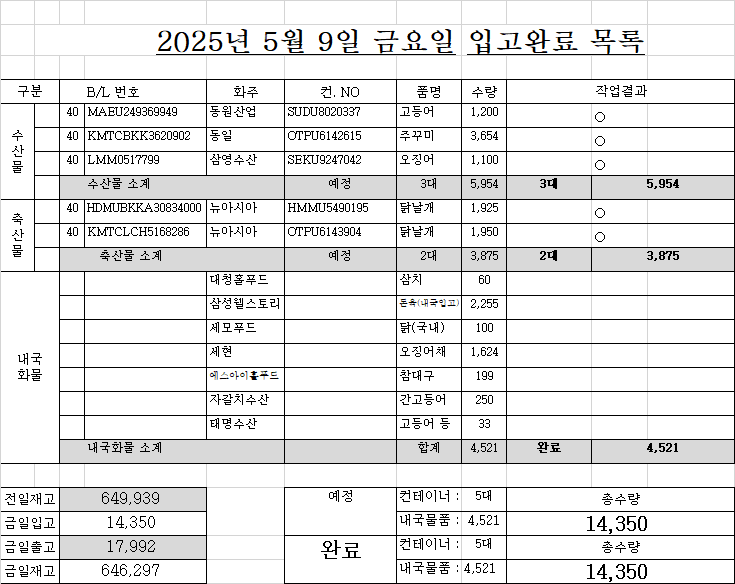 2025년 5월 9일 금요일 입고완료 목록
구분 B/L 번호 화주 컨. NO 품명 수량 작업결과
수산물
40 MAEU249369949 동원산업 SUDU8020337 고등어 1,200 ○
40 KMTCBKK3620902 동일 OTPU6142615 주꾸미 3,654 ○
40 LMM0517799 삼영수산 SEKU9247042 오징어 1,100 ○
수산물 소계 예정 3대 5,954 3대 5,954
축산물
40 HDMUBKKA30834000 뉴아시아 HMMU5490195 닭날개 1,925 ○
40 KMTCLCH5168286 뉴아시아 OTPU6143904 닭날개 1,950 ○
축산물 소계 예정 2대 3,875 2대 3,875
내국화물
대청홀푸드 삼치 60
삼성웰스토리 돈육(내국입고) 2,255
세모푸드 닭(국내) 100
세현 오징어채 1,624
에스아이홀푸드 참대구 199
자갈치수산 간고등어 250
태명수산 고등어 등 33
내국화물 소계 합계 4,521 완료 4,521
전일재고 649,939 예정 컨테이너 : 5대 총수량
금일입고 14,350 내국물품 : 4,521 14,350
금일출고 17,992 완료 컨테이너 : 5대 총수량
금일재고 646,297 내국물품 : 4,521 14,350